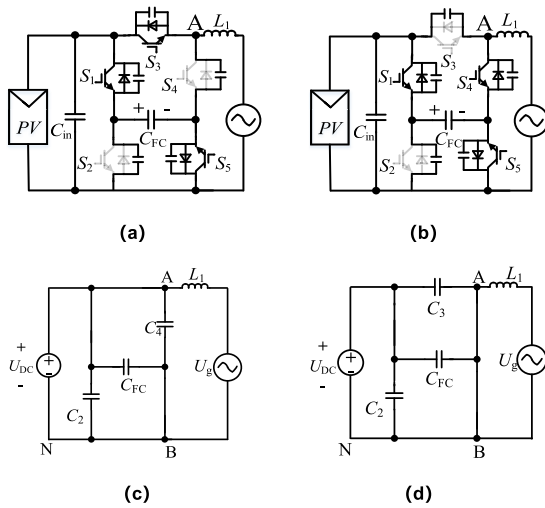 A L₁
S₃
S₁ S₄
+ -
PV Cin CFC
S₂ S₅
(a)
A L₁
S₃
S₁ S₄
+ -
PV Cin CFC
S₂ S₅
(b)
A L₁
C₄
+
UDC CFC Ug
-
C₂
N B
(c)
A L₁
C₃
+
UDC CFC Ug
-
C₂
N B
(d)